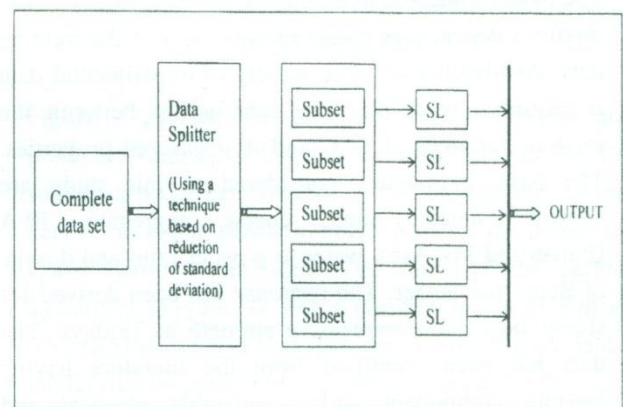 Complete
data set
Data
Splitter
(Using a
technique
based on
reduction
of standard
deviation)
Subset
SL
Subset
SL
Subset
SL
Subset
SL
Subset
SL
OUTPUT